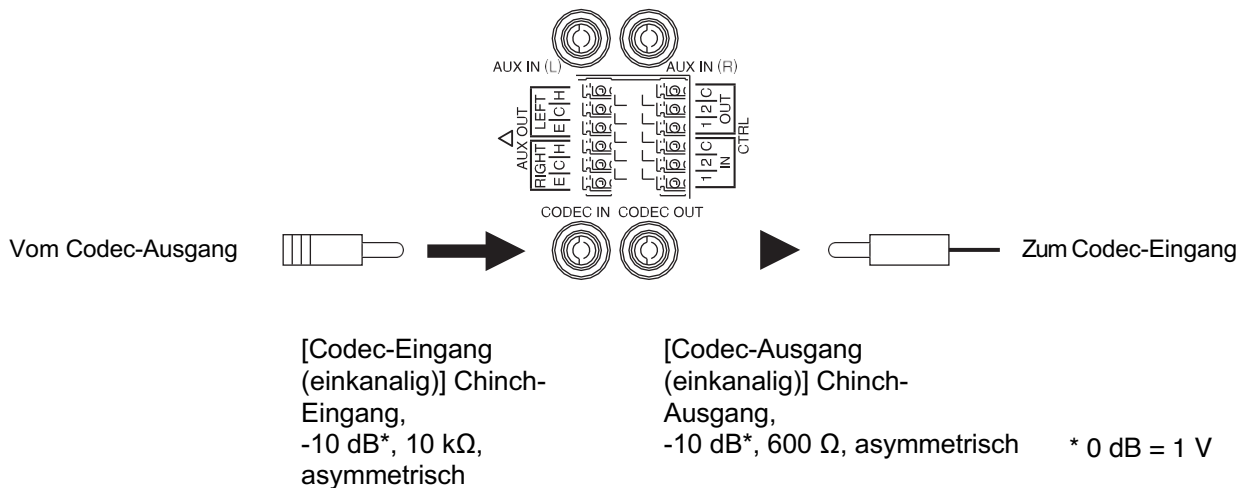 AUX IN (L)
AUX IN (R)
AUX OUT
LEFT
E C H
RIGHT
E C H
1 2 C
OUT
1 2 C
IN
CTRL
CODEC IN CODEC OUT
Vom Codec-Ausgang
Zum Codec-Eingang
[Codec-Eingang
(einkanalig)] Chinch-
Eingang,
-10 dB*, 10 kΩ,
asymmetrisch
[Codec-Ausgang
(einkanalig)] Chinch-
Ausgang,
-10 dB*, 600 Ω, asymmetrisch
* 0 dB = 1 V